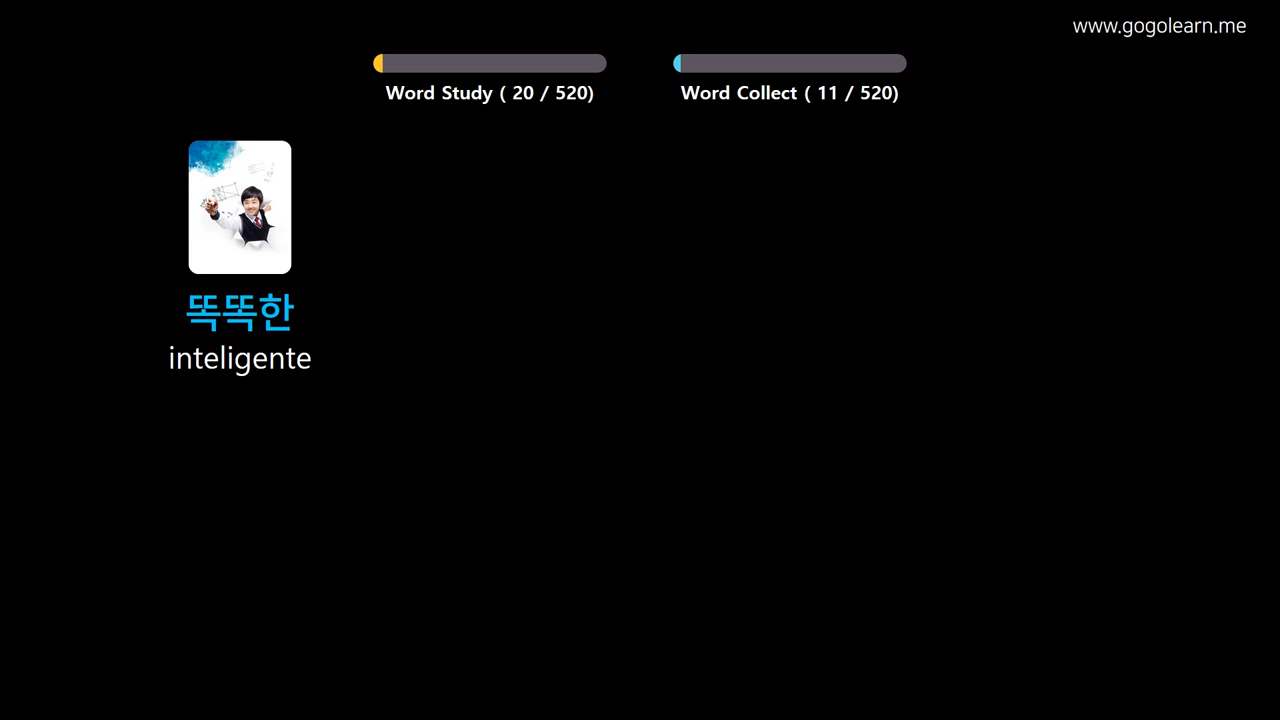 www.gogolearn.me
Word Study ( 20 / 520)
Word Collect ( 11 / 520)
똑똑한
inteligente